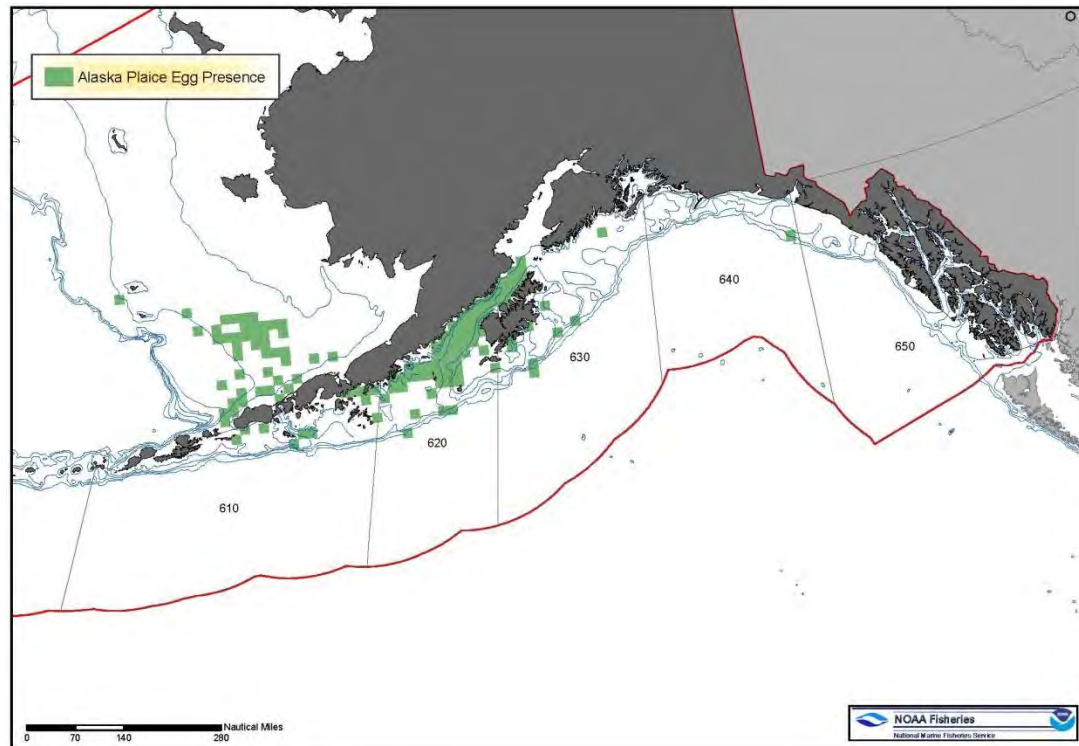 Alaska Plaice Egg Presence
640
650
630
620
610
Nautical Miles
0 70 140 280
NOAA Fisheries
National Marine Fisheries Service